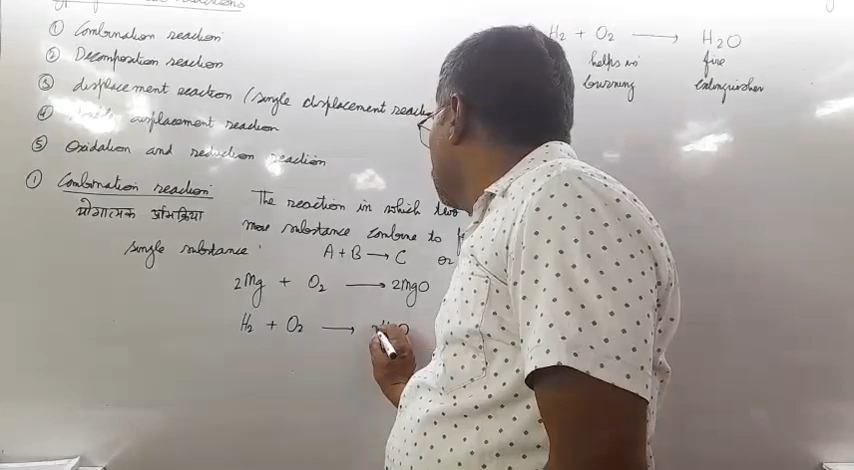 ① Combination reaction
② Decomposition reaction
③ displacement reaction (single displacement
④ displacement reaction
⑤ Oxidation and reduction reaction
① Combination reaction The reaction in which two
योगात्मक अभिक्रिया more substance combine to
single substance
A + B → C or
2Mg + O₂ → 2MgO
H₂ + O₂ →
H₂ + O₂ → H₂O
helps in fire
burning extinguisher